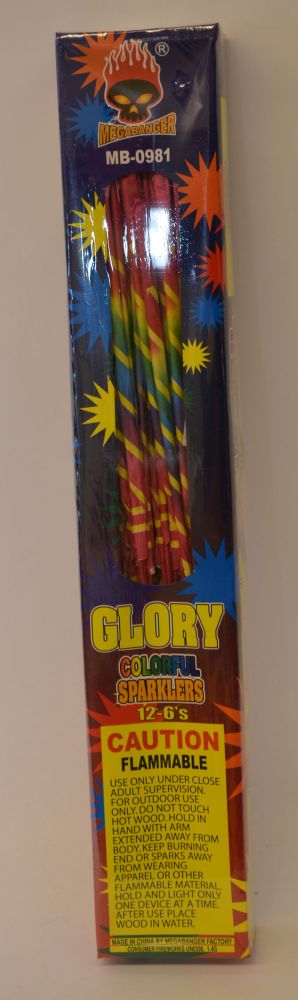 ®
MEGABANGER
MB-0981
GLORY
COLORFUL
SPARKLERS
12-6's
CAUTION
FLAMMABLE
USE ONLY UNDER CLOSE
ADULT SUPERVISION.
FOR OUTDOOR USE
ONLY. DO NOT TOUCH
HOT WOOD. HOLD IN
HAND WITH ARM
EXTENDED AWAY FROM
BODY. KEEP BURNING
END OR SPARKS AWAY
FROM WEARING
APPAREL OR OTHER
FLAMMABLE MATERIAL,
HOLD AND LIGHT ONLY
ONE DEVICE AT A TIME.
AFTER USE PLACE
WOOD IN WATER.
MADE IN CHINA BY MEGABANGER FACTORY
CONSUMER FIREWORKS UN0336, 1.4G